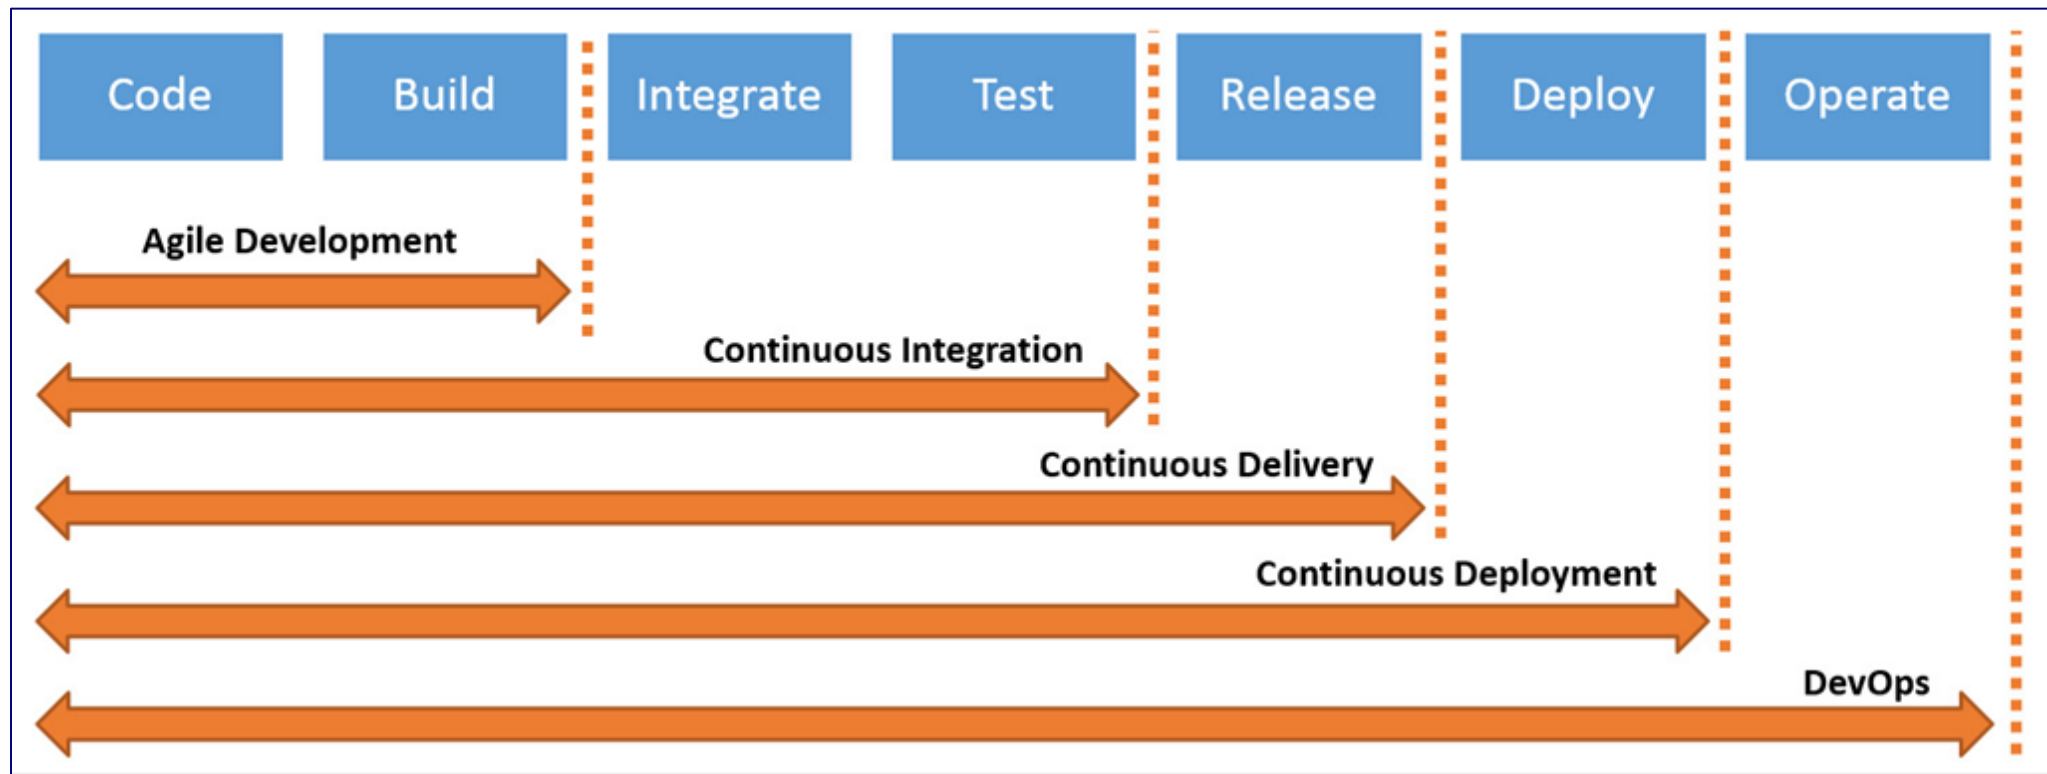 Code
Build
Integrate
Test
Release
Deploy
Operate
Agile Development
Continuous Integration
Continuous Delivery
Continuous Deployment
DevOps